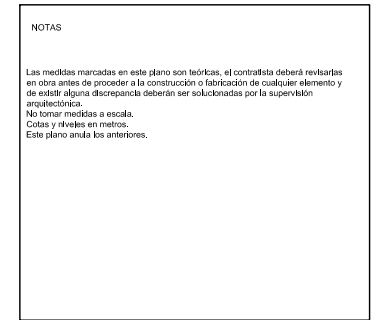 NOTAS
Las medidas marcadas en este plano son teóricas, el contratista deberá revisarlas
en obra antes de proceder a la construcción o fabricación de cualquier elemento y
de existir alguna discrepancia deberán ser solucionadas por la supervisión
arquitectónica.
No tomar medidas a escala.
Cotas y niveles en metros.
Este plano anula los anteriores.